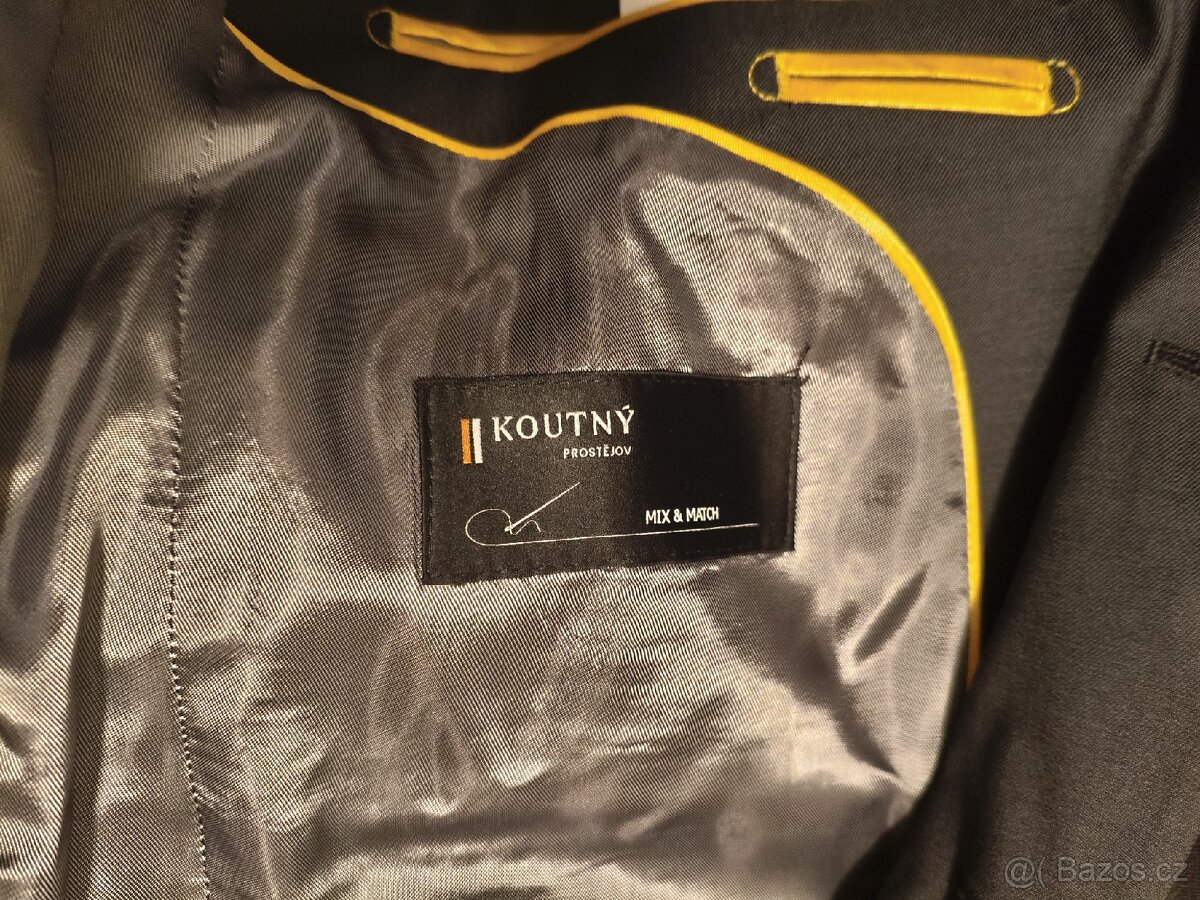 KOUTNÝ
PROSTĚJOV
MIX & MATCH
@( Bazos.cz